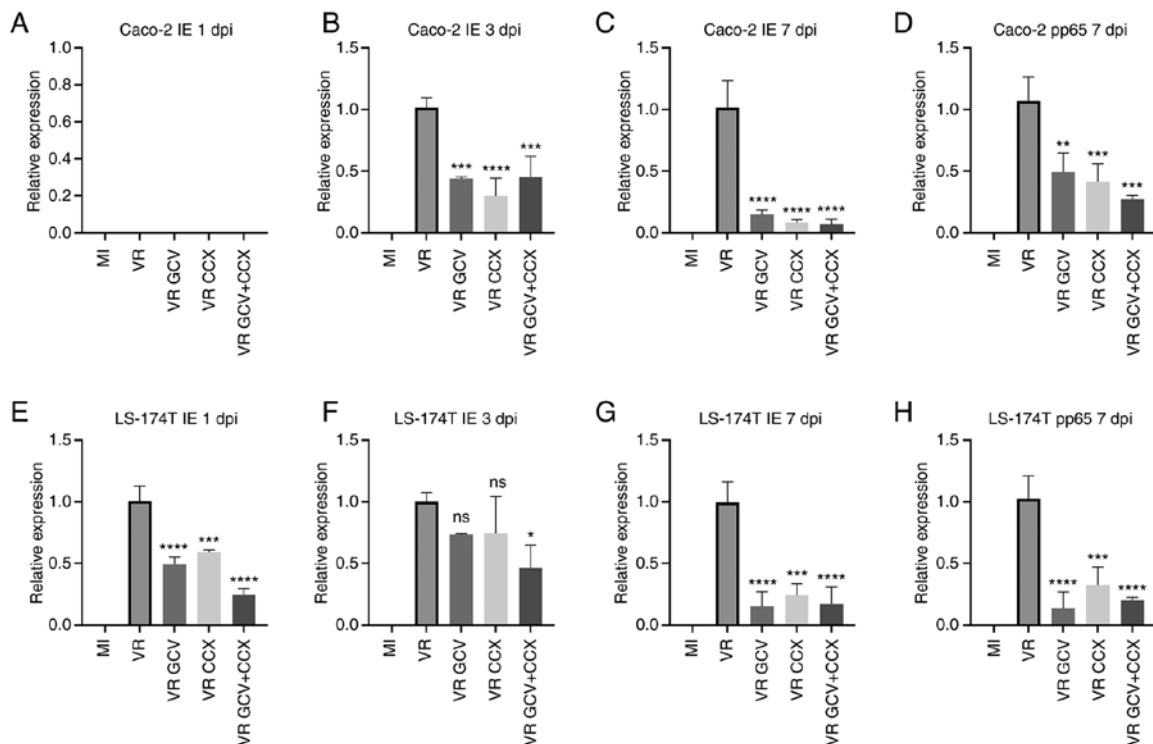 A
Caco-2 IE 1 dpi
Relative expression
1.0
0.8
0.6
0.4
0.2
0.0
MI
VR
VR GCV
VR CCX
VR GCV+CCX
B
Caco-2 IE 3 dpi
Relative expression
1.5
1.0
0.5
0.0
***
****
***
MI
VR
VR GCV
VR CCX
VR GCV+CCX
C
Caco-2 IE 7 dpi
Relative expression
1.5
1.0
0.5
0.0
****
****
****
MI
VR
VR GCV
VR CCX
VR GCV+CCX
D
Caco-2 pp65 7 dpi
Relative expression
1.5
1.0
0.5
0.0
**
***
***
MI
VR
VR GCV
VR CCX
VR GCV+CCX
E
LS-174T IE 1 dpi
Relative expression
1.5
1.0
0.5
0.0
****
***
****
MI
VR
VR GCV
VR CCX
VR GCV+CCX
F
LS-174T IE 3 dpi
Relative expression
1.5
1.0
0.5
0.0
ns
ns
*
MI
VR
VR GCV
VR CCX
VR GCV+CCX
G
LS-174T IE 7 dpi
Relative expression
1.5
1.0
0.5
0.0
****
***
****
MI
VR
VR GCV
VR CCX
VR GCV+CCX
H
LS-174T pp65 7 dpi
Relative expression
1.5
1.0
0.5
0.0
****
***
****
MI
VR
VR GCV
VR CCX
VR GCV+CCX